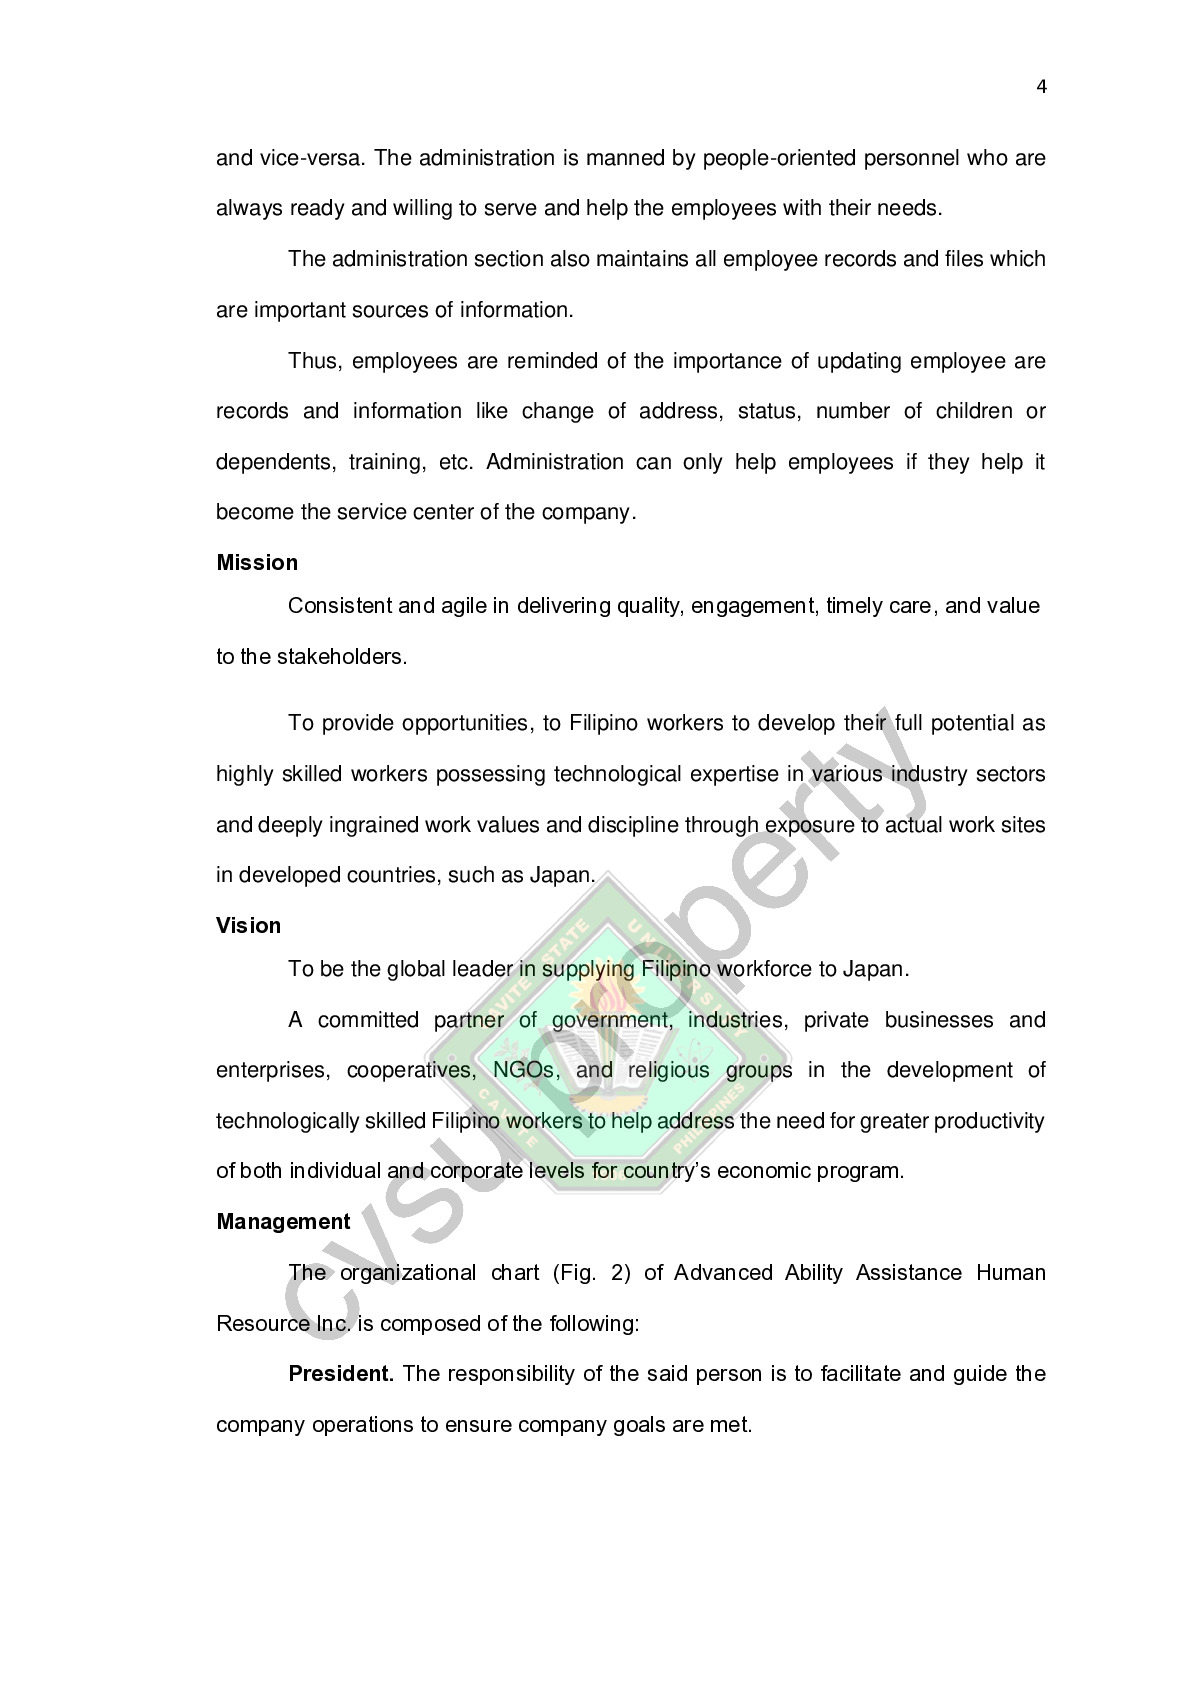 4
and vice-versa. The administration is manned by people-oriented personnel who are
always ready and willing to serve and help the employees with their needs.
The administration section also maintains all employee records and files which
are important sources of information.
Thus, employees are reminded of the importance of updating employee are
records and information like change of address, status, number of children or
dependents, training, etc. Administration can only help employees if they help it
become the service center of the company.
Mission
Consistent and agile in delivering quality, engagement, timely care, and value
to the stakeholders.
To provide opportunities, to Filipino workers to develop their full potential as
highly skilled workers possessing technological expertise in various industry sectors
and deeply ingrained work values and discipline through exposure to actual work sites
in developed countries, such as Japan.
Vision
To be the global leader in supplying Filipino workforce to Japan.
A committed partner of government, industries, private businesses and
enterprises, cooperatives, NGOs, and religious groups in the development of
technologically skilled Filipino workers to help address the need for greater productivity
of both individual and corporate levels for country's economic program.
Management
The organizational chart (Fig. 2) of Advanced Ability Assistance Human
Resource Inc. is composed of the following:
President. The responsibility of the said person is to facilitate and guide the
company operations to ensure company goals are met.
cvsu property
CAVITE STATE UNIVERSITY
CAVITE
PHILIPPINES